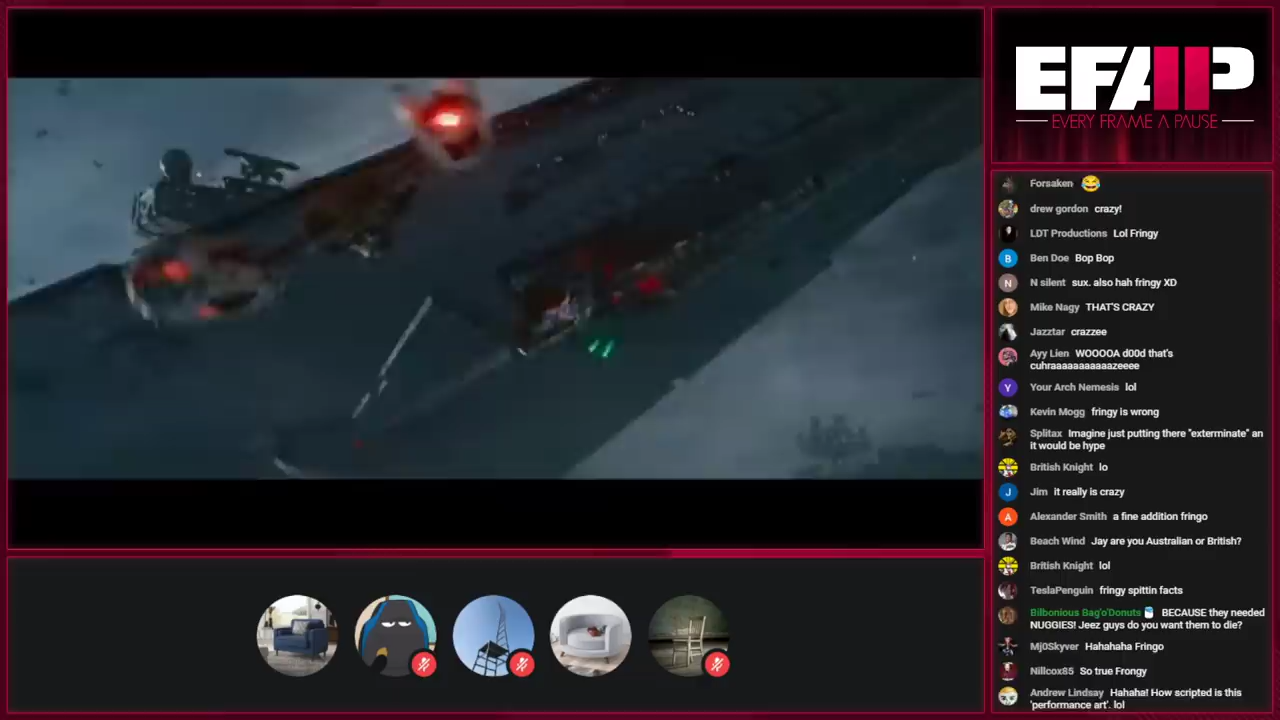 EFAP
EVERY FRAME A PAUSE
Forsaken 😂
drew gordon crazy!
LDT Productions Lol Fringy
B
Ben Doe Bop Bop
N
N silent sux. also hah fringy XD
Mike Nagy THAT'S CRAZY
Jazztar crazzee
Ayy Lien WOOOOA d00d that's
cuhraaaaaaaaaaazeeee
Y
Your Arch Nemesis lol
Kevin Mogg fringy is wrong
Splitax Imagine just putting there "exterminate" an
it would be hype
British Knight lo
J
Jim it really is crazy
A
Alexander Smith a fine addition fringo
Beach Wind Jay are you Australian or British?
British Knight lol
TeslaPenguin fringy spittin facts
Bilbonious Bag'o'Donuts BECAUSE they needed
NUGGIES! Jeez guys do you want them to die?
Mj0Skyver Hahahaha Fringo
Nillcox85 So true Frongy
Andrew Lindsay Hahaha! How scripted is this
'performance art'. lol